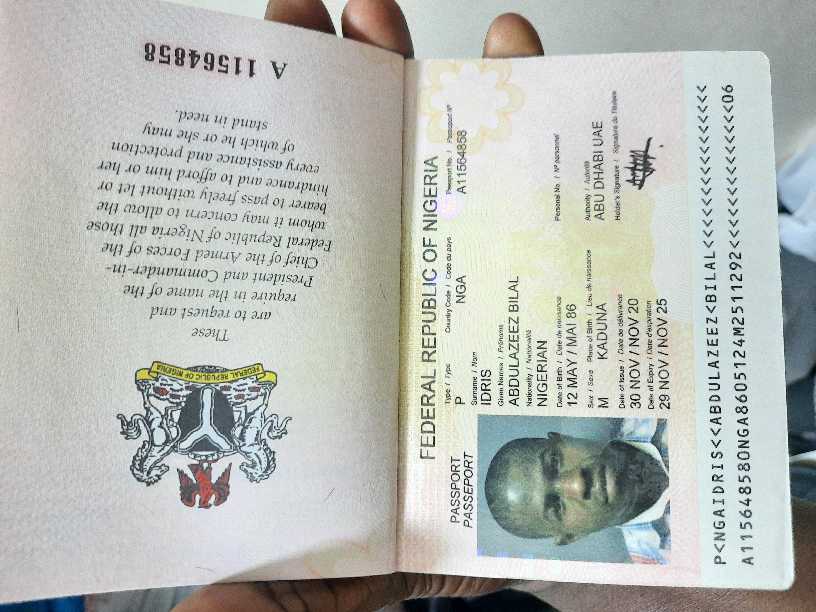 FEDERAL REPUBLIC OF NIGERIA
These
are to request and
require in the name of the
President and Commander-in-
Chief of the Armed Forces of the
Federal Republic of Nigeria all those
whom it may concern to allow the
bearer to pass freely without let or
hindrance and to afford him or her
every assistance and protection
of which he or she may
stand in need.
A 11564858
FEDERAL REPUBLIC OF NIGERIA
PASSPORT
PASSEPORT
Type / Type Country Code / Code du pays Passport No. / Passeport N°
P NGA A11564858
Surname / Nom
IDRIS
Given Names / Prénoms
ABDULAZEEZ BILAL
Nationality / Nationalité
NIGERIAN
Date of Birth / Date de naissance Personal No. / N° personnel
12 MAY / MAI 86
Sex / Sexe Place of Birth / Lieu de naissance Authority / Autorité
M KADUNA ABU DHABI UAE
Date of Issue / Date de délivrance Holder's Signature / Signature du Titulaire
30 NOV / NOV 20
Date of Expiry / Date d'expiration
29 NOV / NOV 25
P<NGAIDRIS<<ABDULAZEEZ<BILAL<<<<<<<<<<<<<<<<
A115648580NGA8605124M2511292<<<<<<<<<<<<<<06